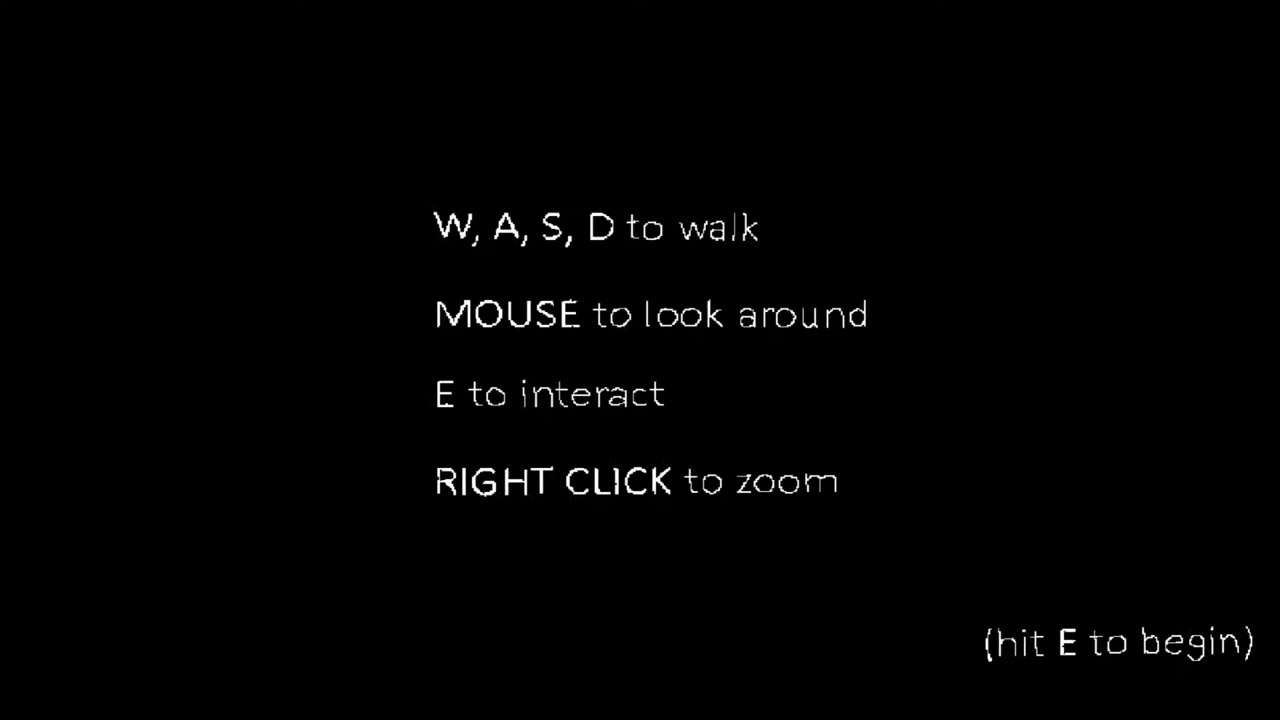 W, A, S, D to walk
MOUSE to look around
E to interact
RIGHT CLICK to zoom
(hit E to begin)